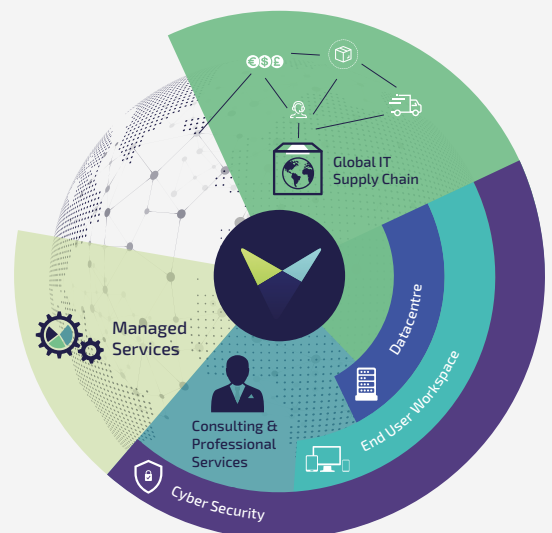 € $ £
Global IT
Supply Chain
Datacentre
End User Workspace
Managed
Services
Consulting &
Professional
Services
Cyber Security